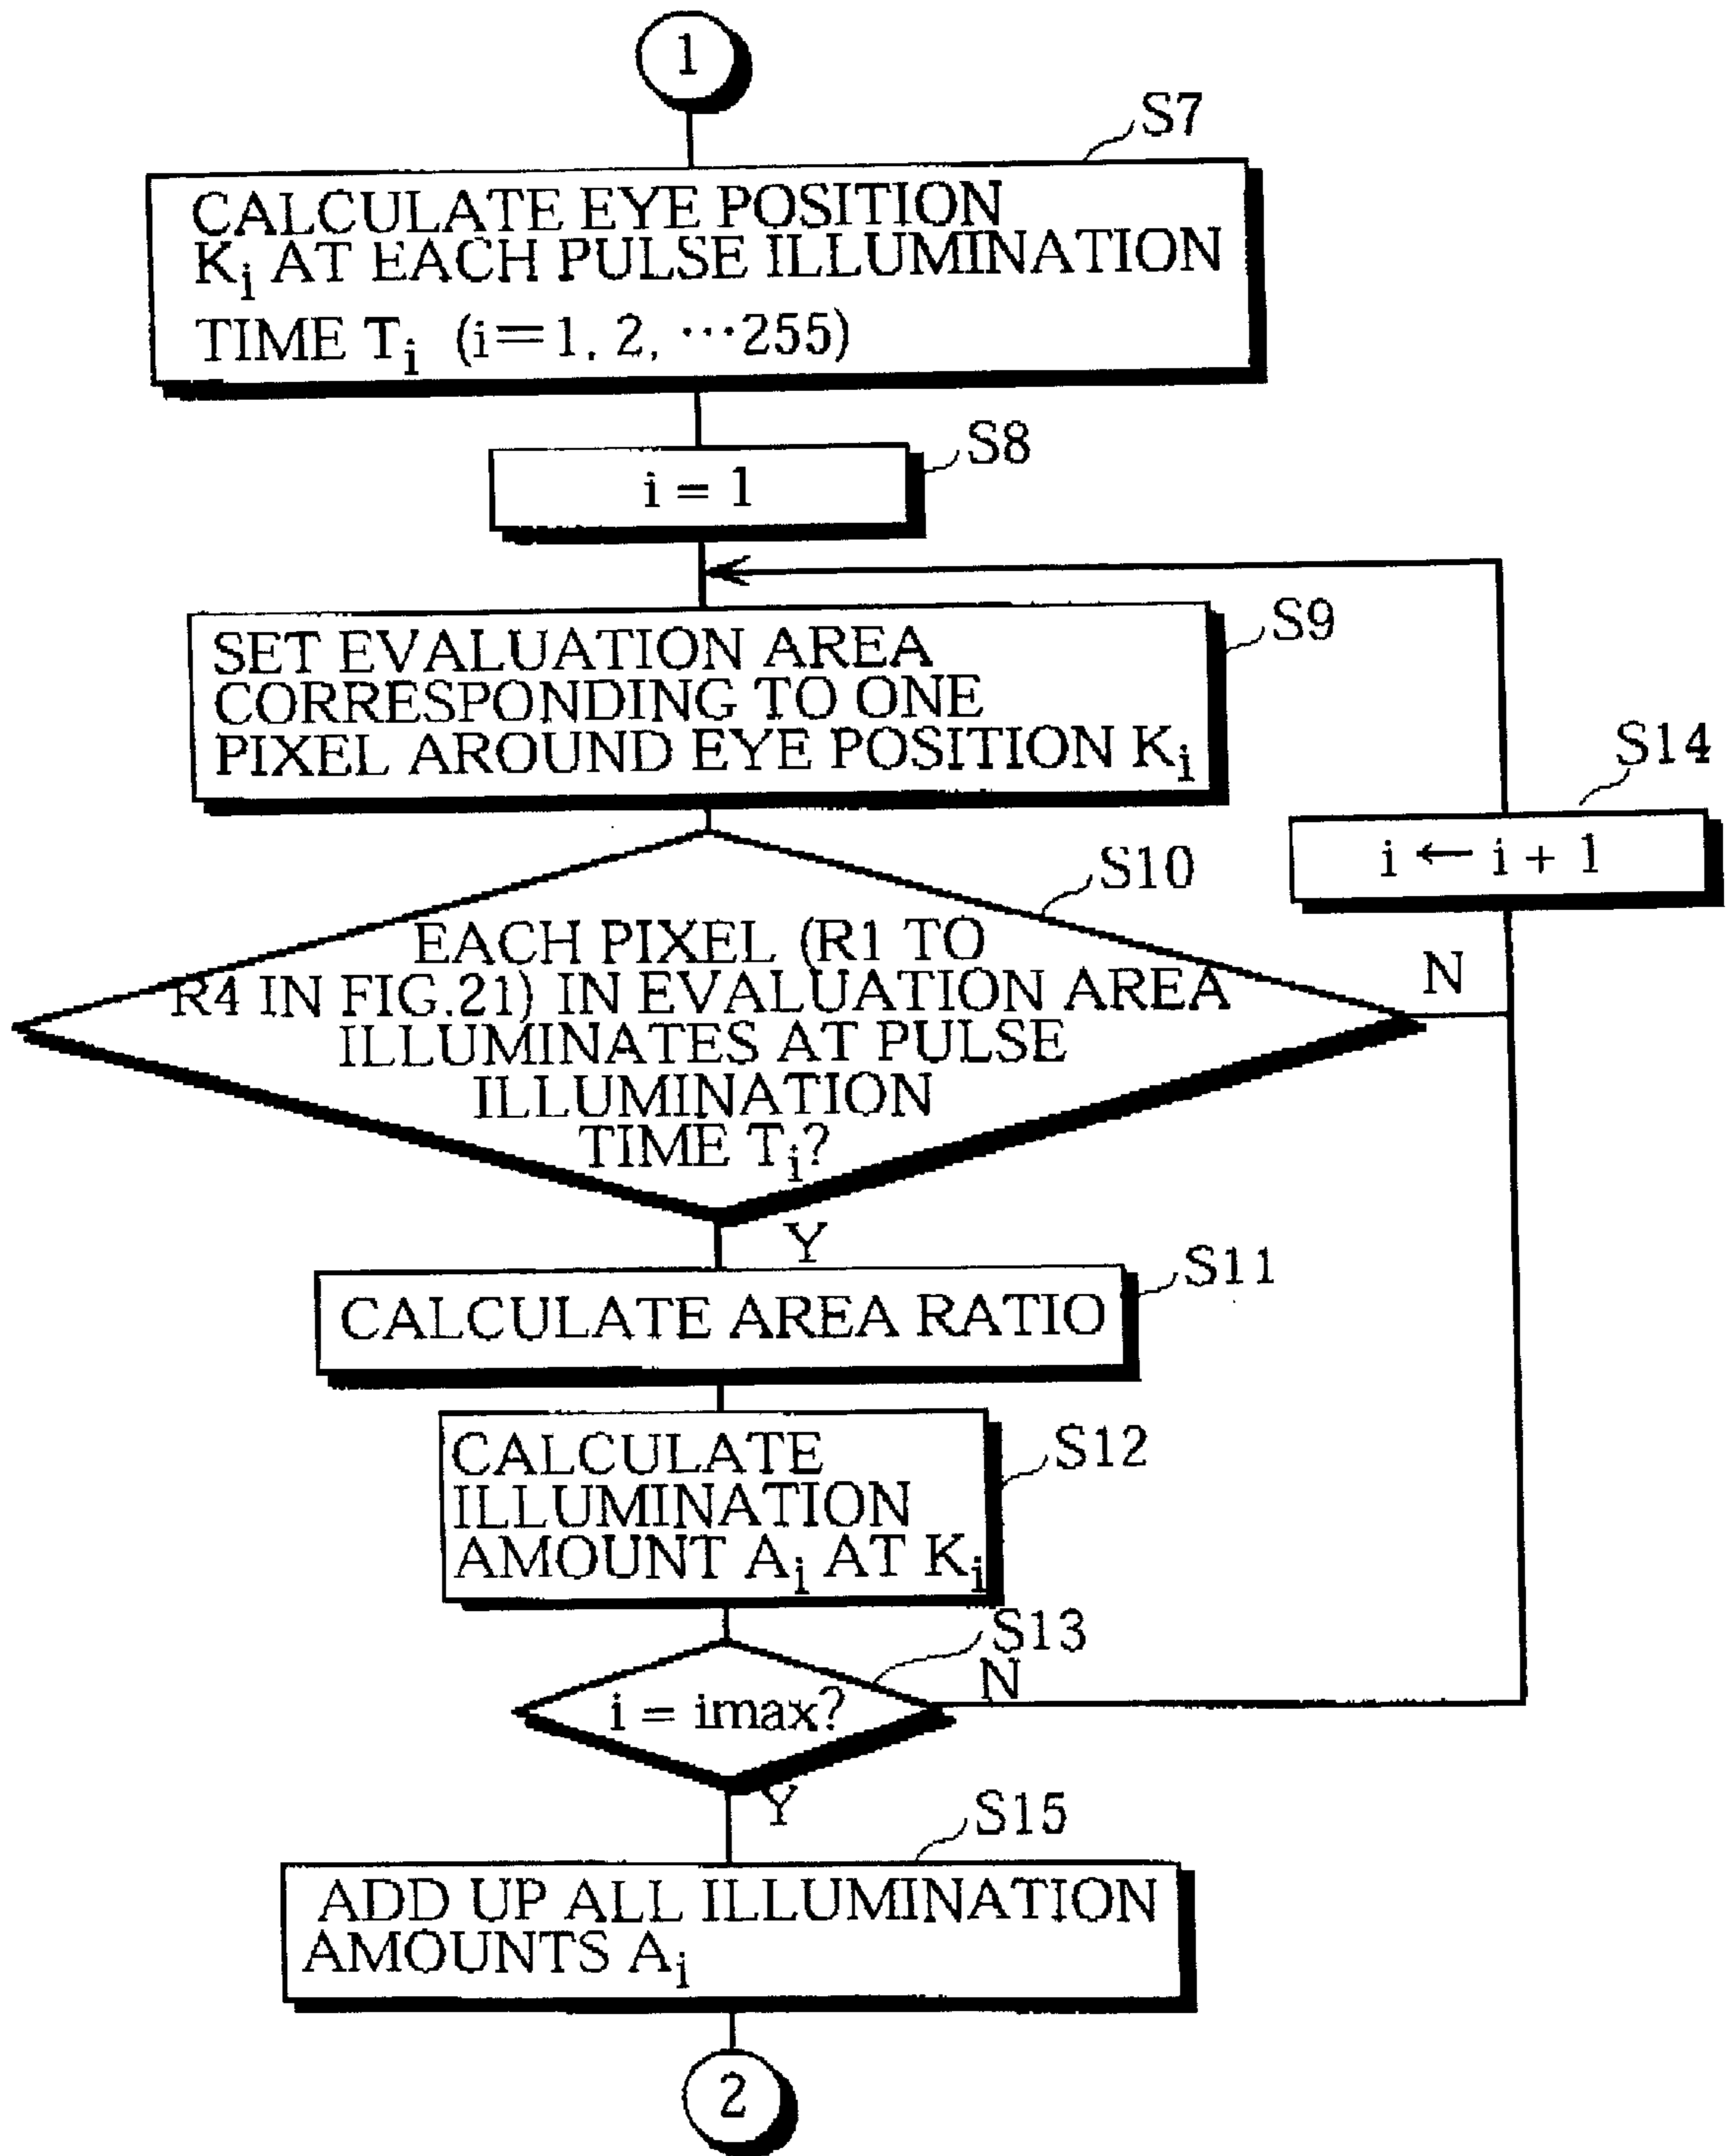 1
S7
CALCULATE EYE POSITION
Ki AT EACH PULSE ILLUMINATION
TIME Ti (i=1, 2, …255)
S8
i = 1
S9
SET EVALUATION AREA
CORRESPONDING TO ONE
PIXEL AROUND EYE POSITION Ki
S14
i ← i + 1
S10
EACH PIXEL (R1 TO
R4 IN FIG.21) IN EVALUATION AREA
ILLUMINATES AT PULSE
ILLUMINATION
TIME Ti?
N
Y
S11
CALCULATE AREA RATIO
S12
CALCULATE
ILLUMINATION
AMOUNT Ai AT Ki
S13
N
i = imax?
Y
S15
ADD UP ALL ILLUMINATION
AMOUNTS Ai
2